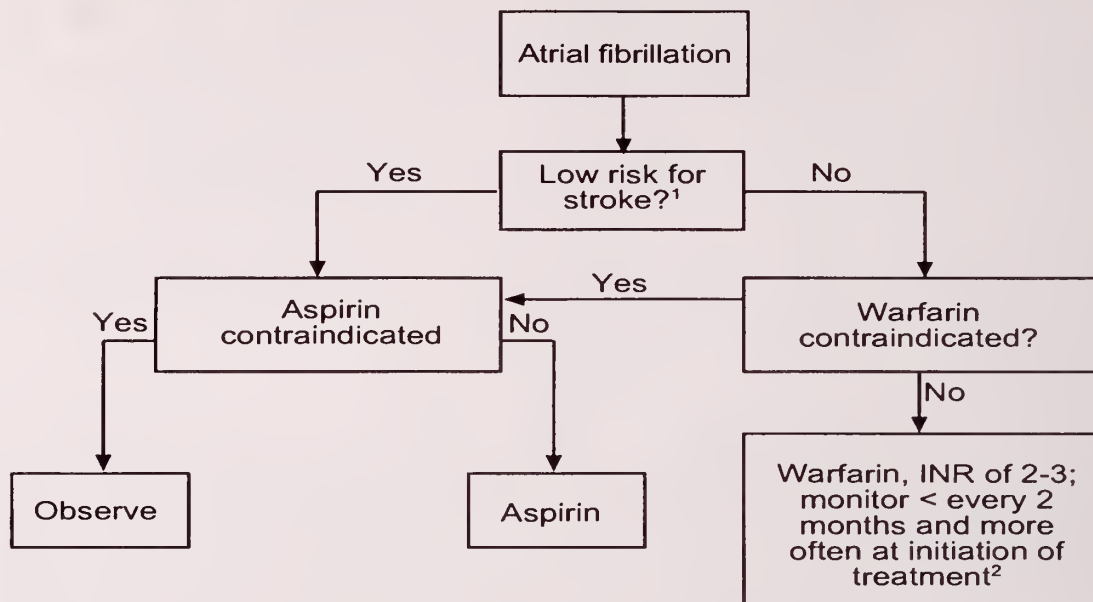 Atrial fibrillation
Low risk for
stroke?¹
Yes
No
Aspirin
contraindicated
Yes
Warfarin
contraindicated?
Yes
No
No
Observe
Aspirin
Warfarin, INR of 2-3;
monitor < every 2
months and more
often at initiation of
treatment²